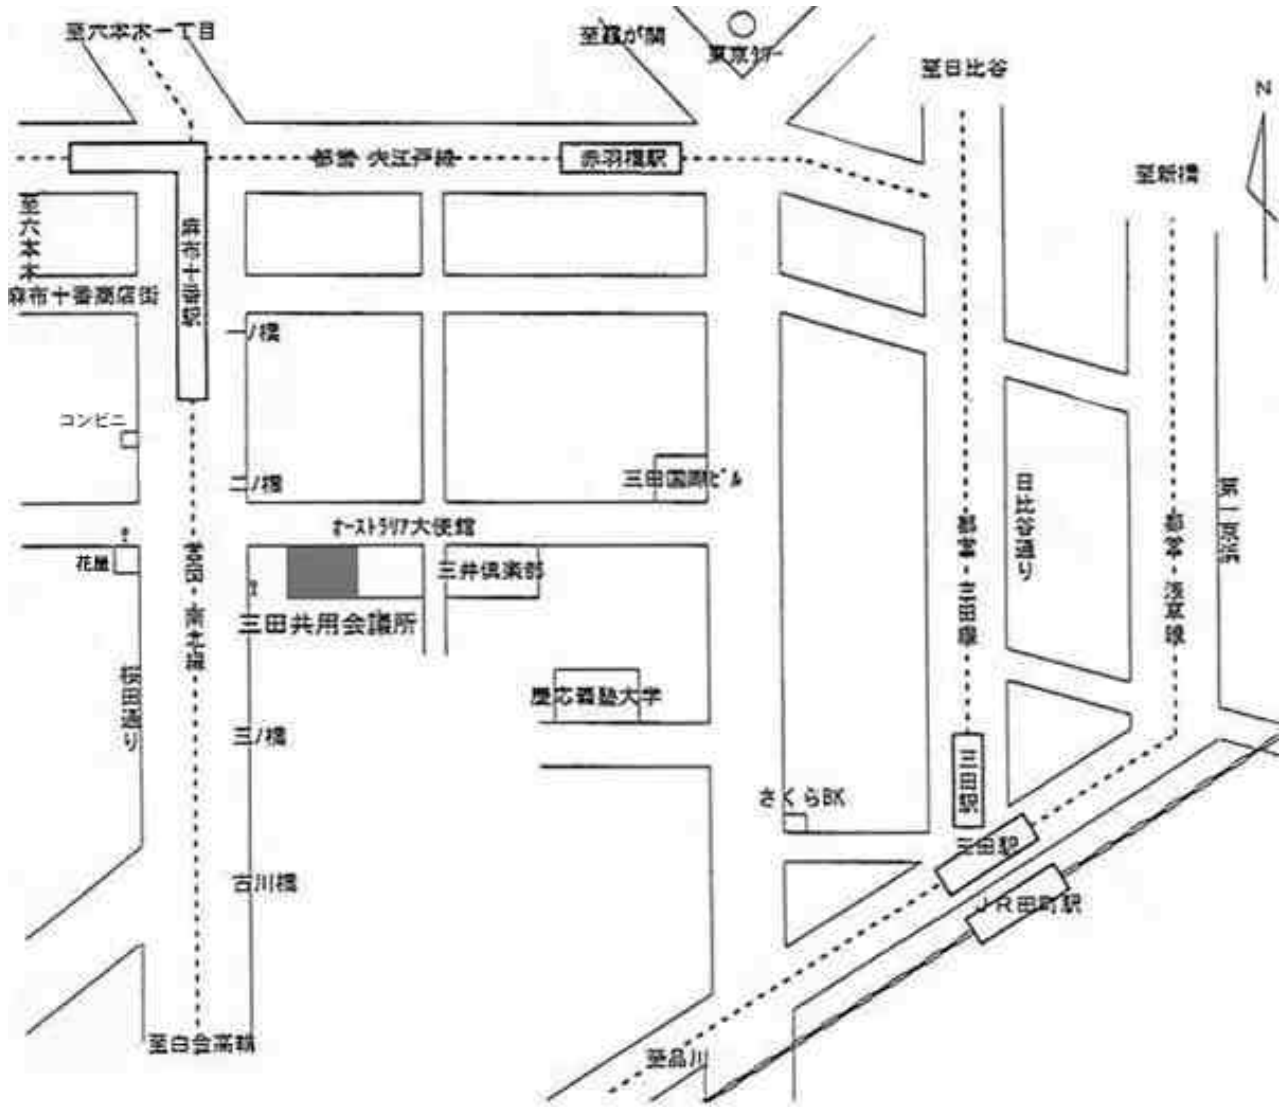 至六本木一丁目
至霞が関
東京タワー
至日比谷
N
都営 大江戸線
赤羽橋駅
至新橋
至六本木
麻布十番駅
麻布十番商店街
一ノ橋
コンビニ
二ノ橋
三田国際ビル
日比谷通り
第一京浜
オーストラリア大使館
都営 三田線
都営 浅草線
花屋
営団 南北線
三井倶楽部
三田共用会議所
桜田通り
慶応義塾大学
三ノ橋
三田駅
さくらBK
三田駅
古川橋
JR田町駅
至白金高輪
至品川